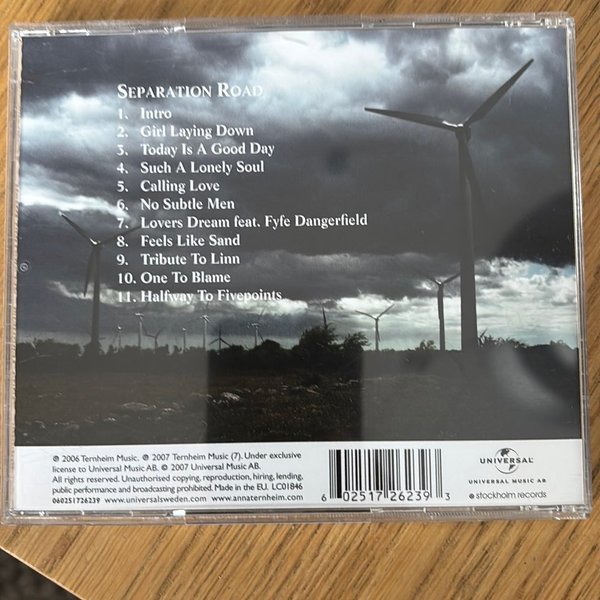 SEPARATION ROAD
1. Intro
2. Girl Laying Down
3. Today Is A Good Day
4. Such A Lonely Soul
5. Calling Love
6. No Subtle Men
7. Lovers Dream feat. Fyfe Dangerfield
8. Feels Like Sand
9. Tribute To Linn
10. One To Blame
11. Halfway To Fivepoints
℗ 2006 Ternheim Music. ℗ 2007 Ternheim Music (7). Under exclusive
license to Universal Music AB. © 2007 Universal Music AB.
All rights reserved. Unauthorised copying, reproduction, hiring, lending,
public performance and broadcasting prohibited. Made in the EU. LC01846
060251726239 www.universalsweden.com www.annaternheim.com
6 02517 26239 3
UNIVERSAL
UNIVERSAL MUSIC AB
stockholm records